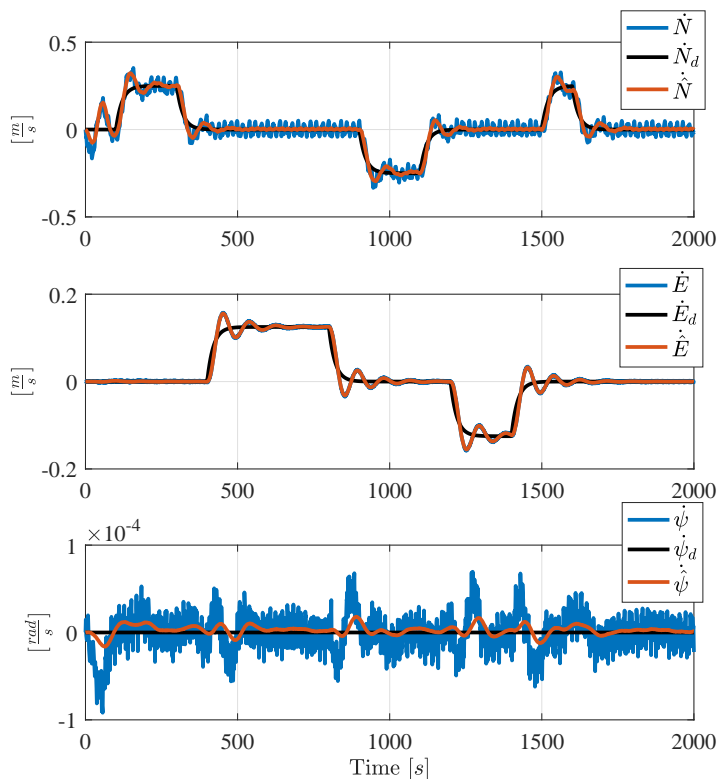 0.5
0
-0.5
[m/s]
0 500 1000 1500 2000
Ṅ
Ṅ_d
N̂̇
0.2
0
-0.2
[m/s]
0 500 1000 1500 2000
Ė
Ė_d
Ê̇
×10⁻⁴
1
0
-1
[rad/s]
0 500 1000 1500 2000
ψ̇
ψ̇_d
ψ̂̇
Time [s]